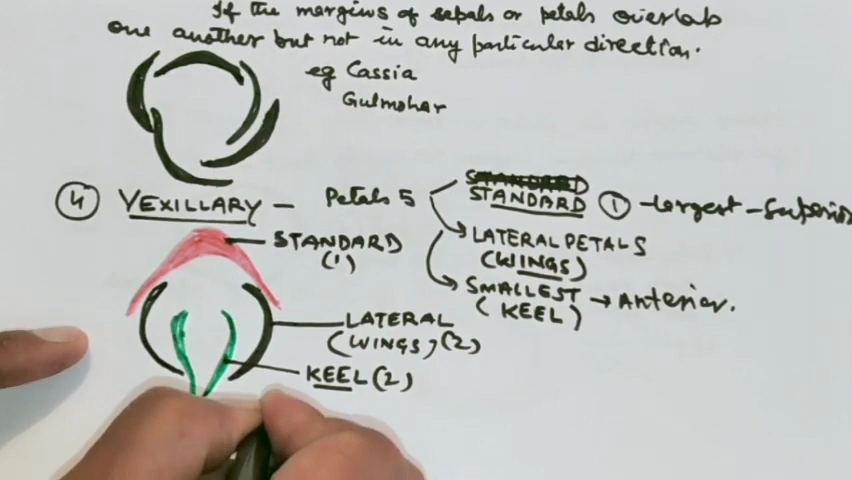 If the margins of sepals or petals overlap
one another but not in any particular direction.
eg Cassia
Gulmohar
4 VEXILLARY - Petals 5
STANDARD
STANDARD 1 - largest - Superior
LATERAL PETALS
(WINGS)
SMALLEST → Anterior.
(KEEL)
STANDARD
(1)
LATERAL
(WINGS) (2)
KEEL (2)